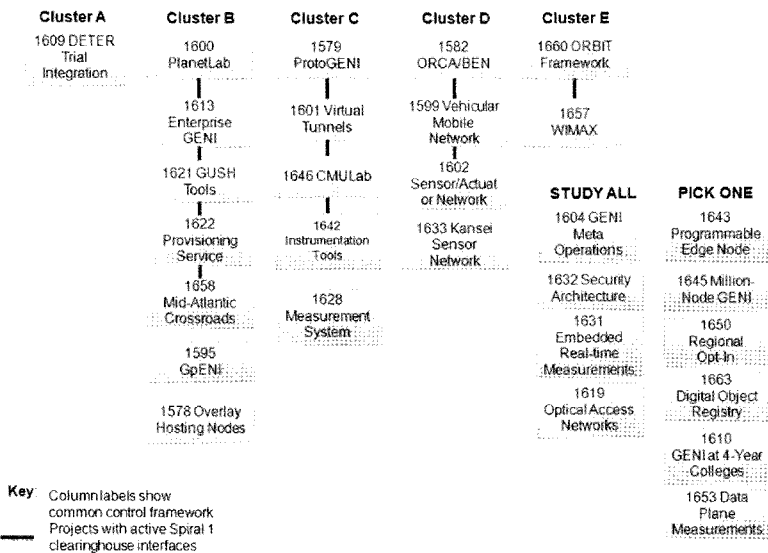 Cluster A
1609 DETER
Trial
Integration
Cluster B
1600
PlanetLab
1613
Enterprise
GENI
1621 GUSH
Tools
1622
Provisioning
Service
1658
Mid-Atlantic
Crossroads
1595
GpENI
1578 Overlay
Hosting Nodes
Cluster C
1579
ProtoGENI
1601 Virtual
Tunnels
1646 CMULab
1642
Instrumentation
Tools
1628
Measurement
System
Cluster D
1582
ORCA/BEN
1599 Vehicular
Mobile
Network
1602
Sensor/Actuat
or Network
1633 Kansei
Sensor
Network
Cluster E
1660 ORBIT
Framework
1657
WIMAX
STUDY ALL
1604 GENI
Meta
Operations
1632 Security
Architecture
1631
Embedded
Real-time
Measurements
1619
Optical Access
Networks
PICK ONE
1643
Programmable
Edge Node
1645 Million-
Node GENI
1650
Regional
Opt-In
1663
Digital Object
Registry
1610
GENI at 4-Year
Colleges
1653 Data
Plane
Measurements
Key
Column labels show
common control framework
Projects with active Spiral 1
clearinghouse interfaces